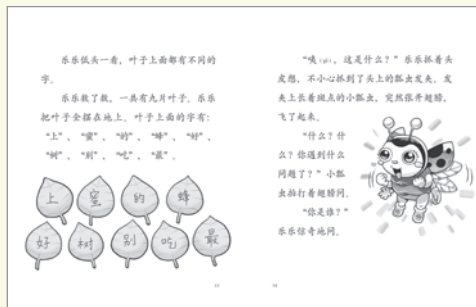 乐乐低头一看，叶子上面都有不同的
字。
乐乐数了数，一共有九片叶子。乐乐
把叶子全摆在地上。叶子上面的字有：
“上”、“蜜”、“的”、“蜂”、“好”、
“树”、“别”、“吃”、“最”。
上 蜜 的 蜂
好 树 别 吃 最
“咦（yí），这是什么？”乐乐抓着头
皮想，不小心抓到了头上的瓢虫发夹。发
夹上长着斑点的小瓢虫，突然张开翅膀，
飞了起来。
“什么？什
么？你遇到什么
问题了？”小瓢
虫拍打着翅膀问。
“你是谁？”
乐乐惊奇地问。